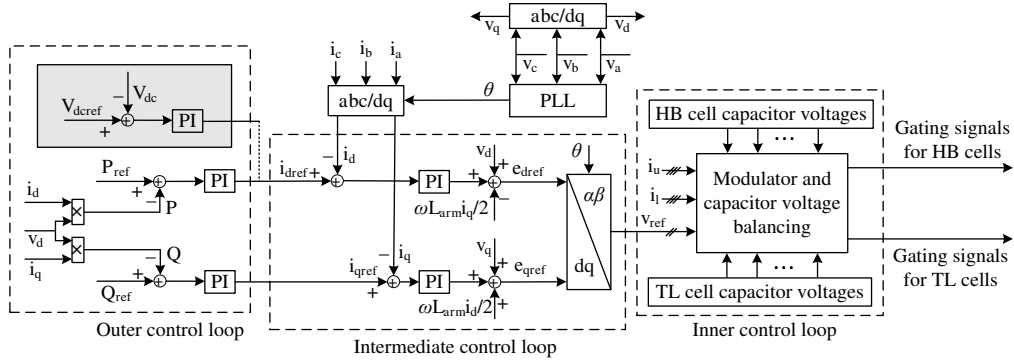 v_q
abc/dq
v_d
i_c
i_b
i_a
v_c
v_b
v_a
abc/dq
θ
PLL
V_dcref
+
−
V_dc
+
PI
P_ref
+
−
P
PI
i_d
v_d
i_q
×
×
Q
−
+
Q_ref
PI
Outer control loop
i_dref
+
−
i_d
PI
v_d
+
+
−
e_dref
ωL_arm i_q/2
i_qref
+
−
i_q
PI
v_q
+
+
+
e_qref
ωL_arm i_d/2
θ
αβ
dq
Intermediate control loop
HB cell capacitor voltages
...
i_u
i_l
v_ref
Modulator and
capacitor voltage
balancing
...
TL cell capacitor voltages
Inner control loop
Gating signals
for HB cells
Gating signals
for TL cells